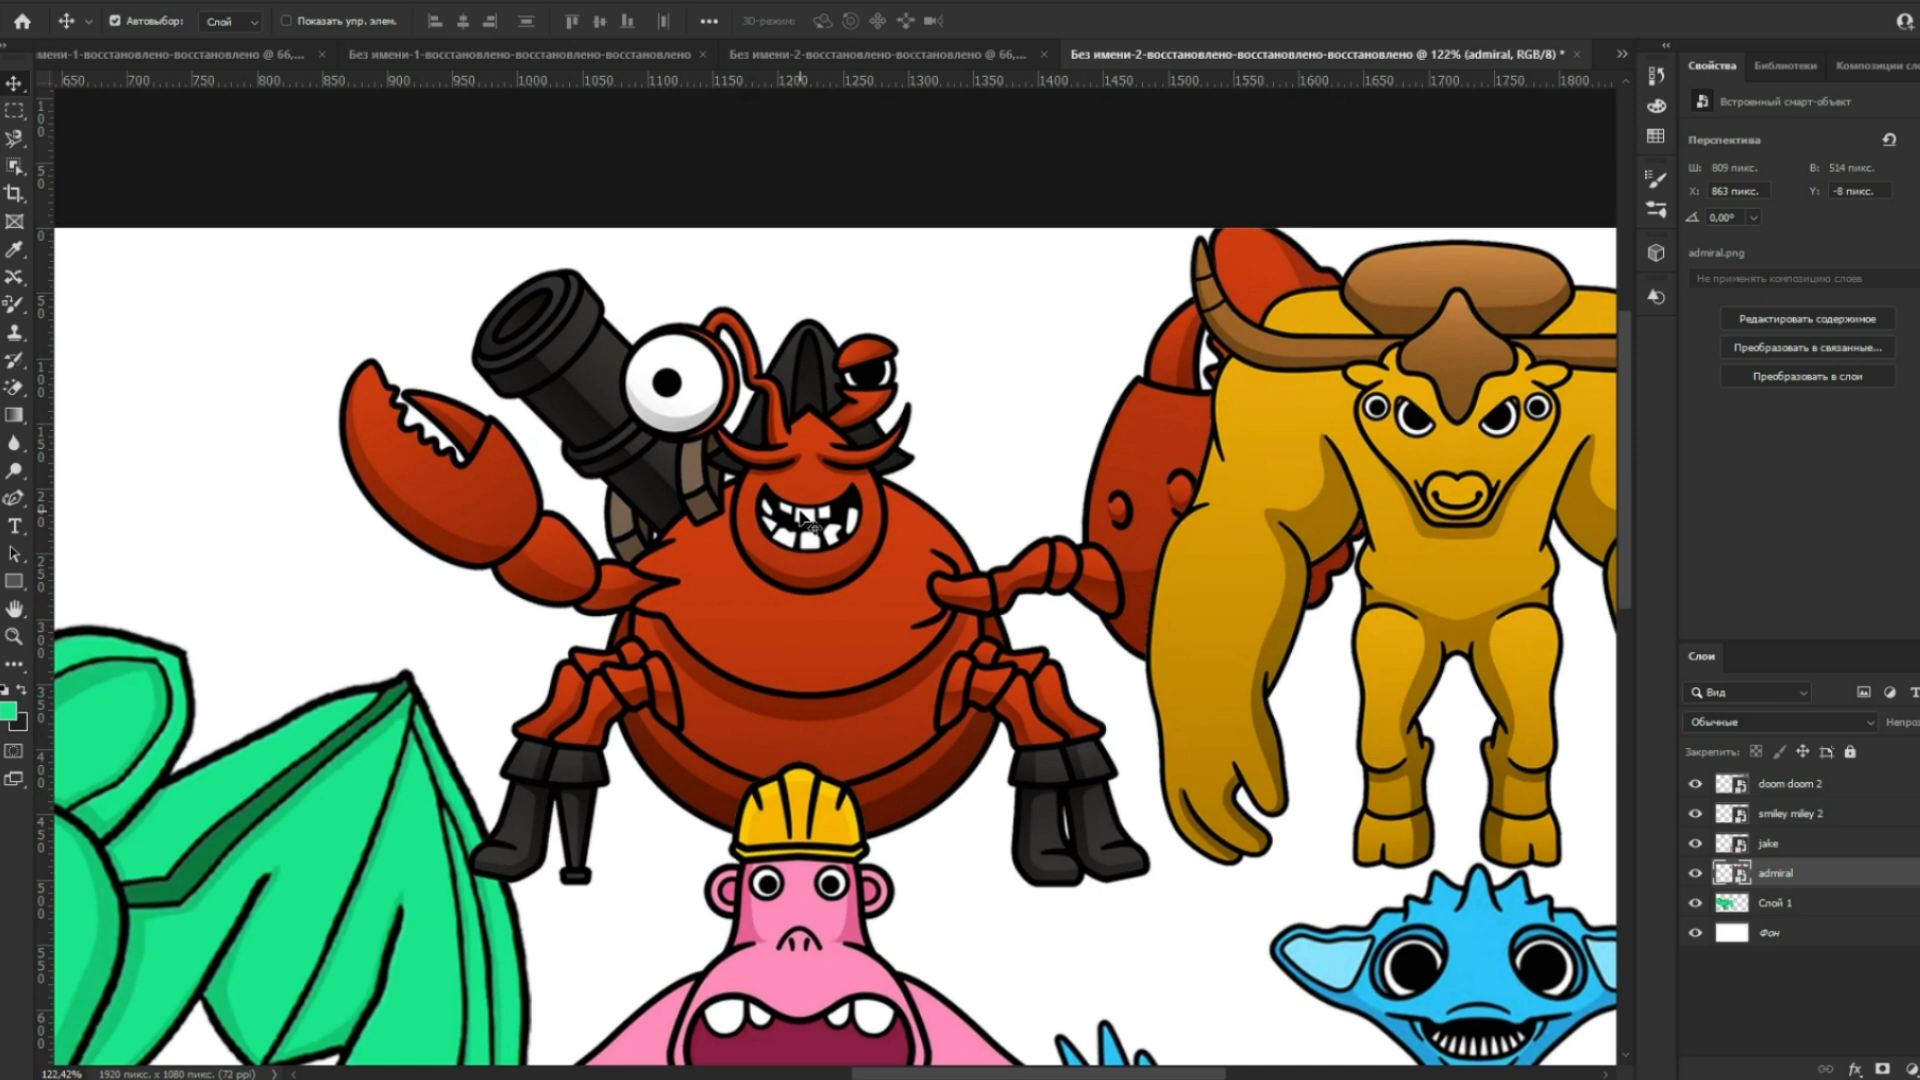 Автовыбор: Слой Показать упр. элем. 3D-режим:
имени-1-восстановлено-восстановлено @ 66,... × Без имени-1-восстановлено-восстановлено-восстановлено × Без имени-2-восстановлено-восстановлено @ 66,... × Без имени-2-восстановлено-восстановлено-восстановлено @ 122% (admiral, RGB/8) * ×
650 700 750 800 850 900 950 1000 1050 1100 1150 1200 1250 1300 1350 1400 1450 1500 1550 1600 1650 1700 1750 1800
Свойства Библиотеки Композиции сло
Встроенный смарт-объект
Перспектива
Ш: 809 пикс. В: 514 пикс.
X: 863 пикс. Y: -8 пикс.
0,00°
admiral.png
Не применять композицию слоев
Редактировать содержимое
Преобразовать в связанные...
Преобразовать в слои
Слои
Вид
Обычные Непроз
Закрепить:
doom doom 2
smiley miley 2
jake
admiral
Слой 1
Фон
122,42% 1920 пикс. x 1080 пикс. (72 ppi)